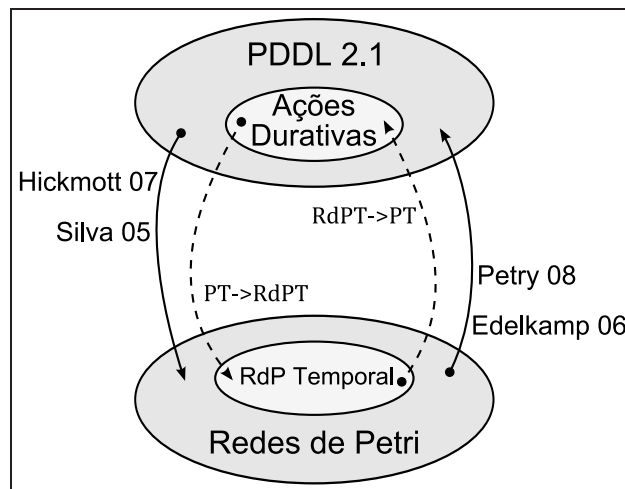 PDDL 2.1
Ações
Durativas
Hickmott 07
Silva 05
RdPT->PT
PT->RdPT
Petry 08
Edelkamp 06
RdP Temporal
Redes de Petri